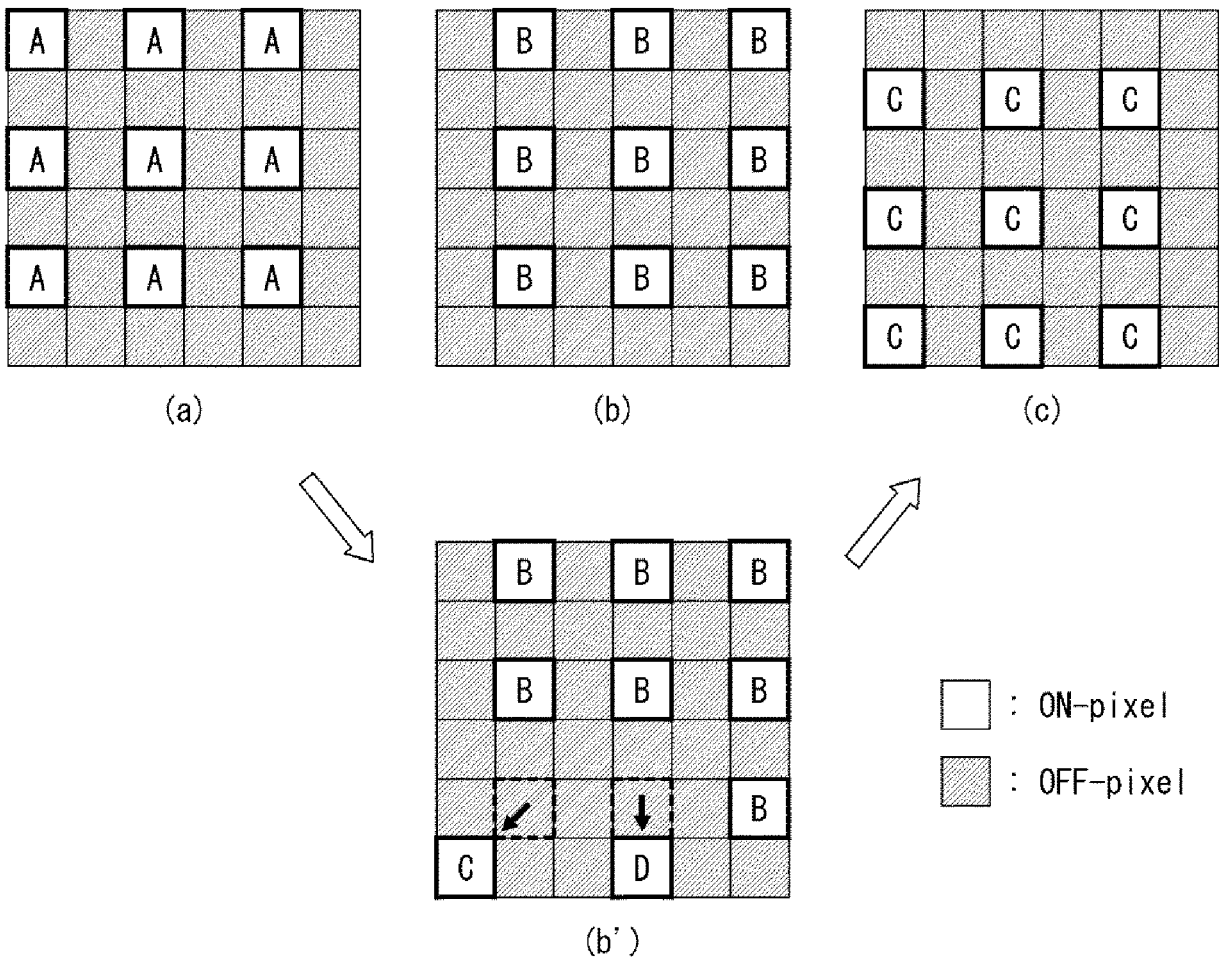 A A A B B B
C C C
A A A B B B
C C C
A A A B B B
C C C
(a) (b) (c)
B B B
B B B
: ON-pixel
: OFF-pixel
B
C D
(b')